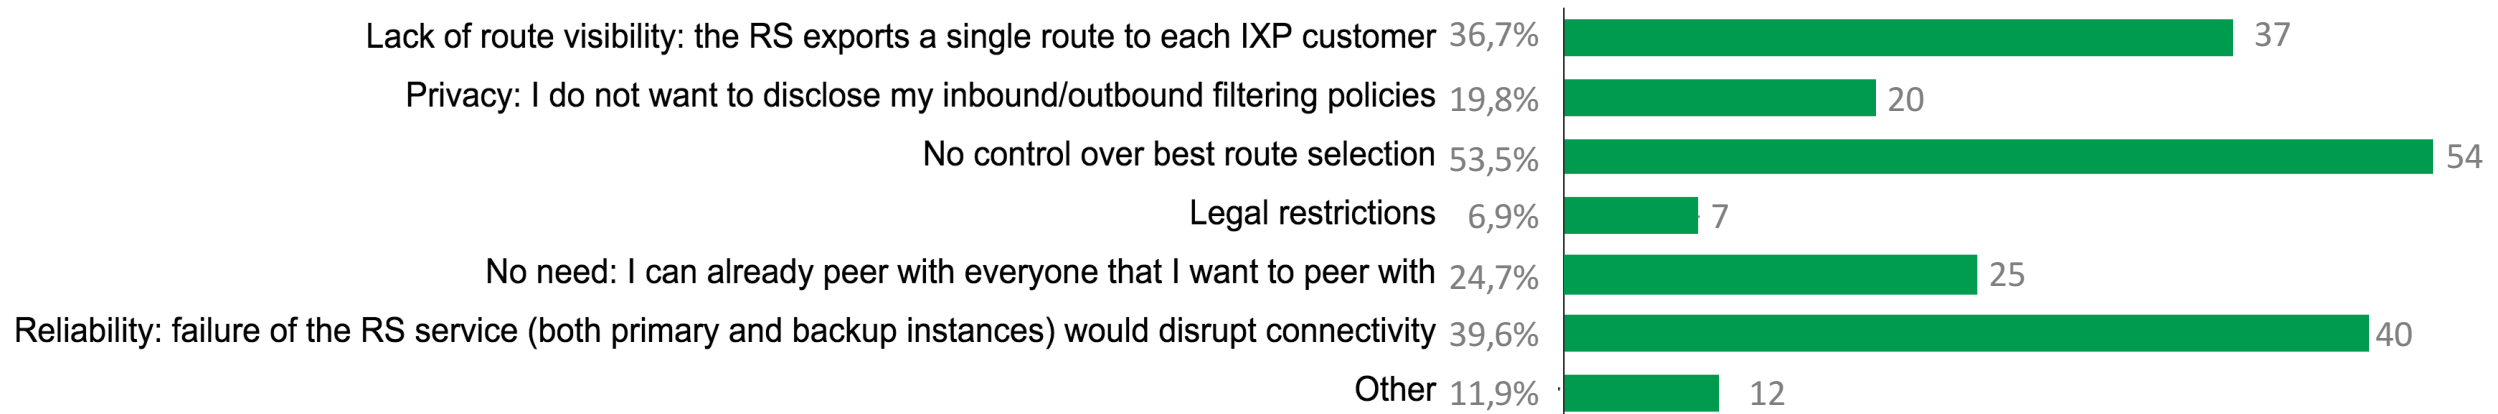 Lack of route visibility: the RS exports a single route to each IXP customer 36,7% 37
Privacy: I do not want to disclose my inbound/outbound filtering policies 19,8% 20
No control over best route selection 53,5% 54
Legal restrictions 6,9% 7
No need: I can already peer with everyone that I want to peer with 24,7% 25
Reliability: failure of the RS service (both primary and backup instances) would disrupt connectivity 39,6% 40
Other 11,9% 12